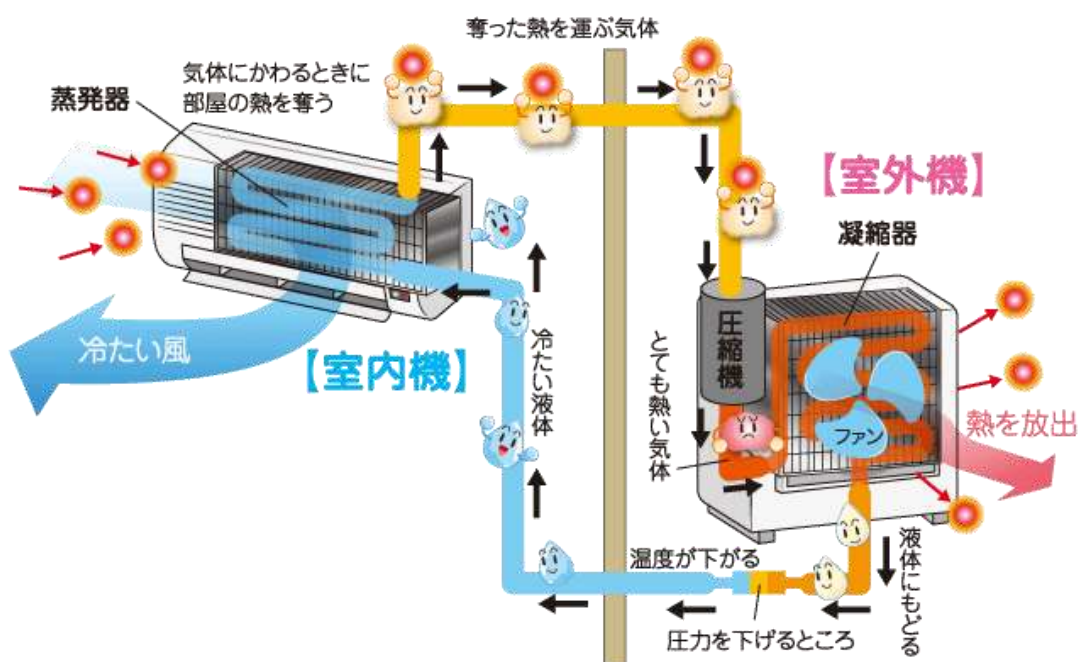 奪った熱を運ぶ気体
気体にかわるときに
部屋の熱を奪う
蒸発器
【室外機】
凝縮器
圧縮機
とても熱い気体
ファン
熱を放出
冷たい風
【室内機】
冷たい液体
温度が下がる
圧力を下げるところ
液体にもどる